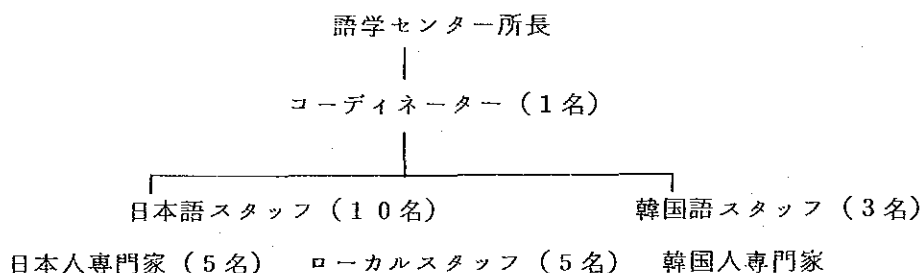 語学センター所長
コーディネーター(1名)
日本語スタッフ(10名) 韓国語スタッフ(3名)
日本人専門家(5名) ローカルスタッフ(5名) 韓国人専門家